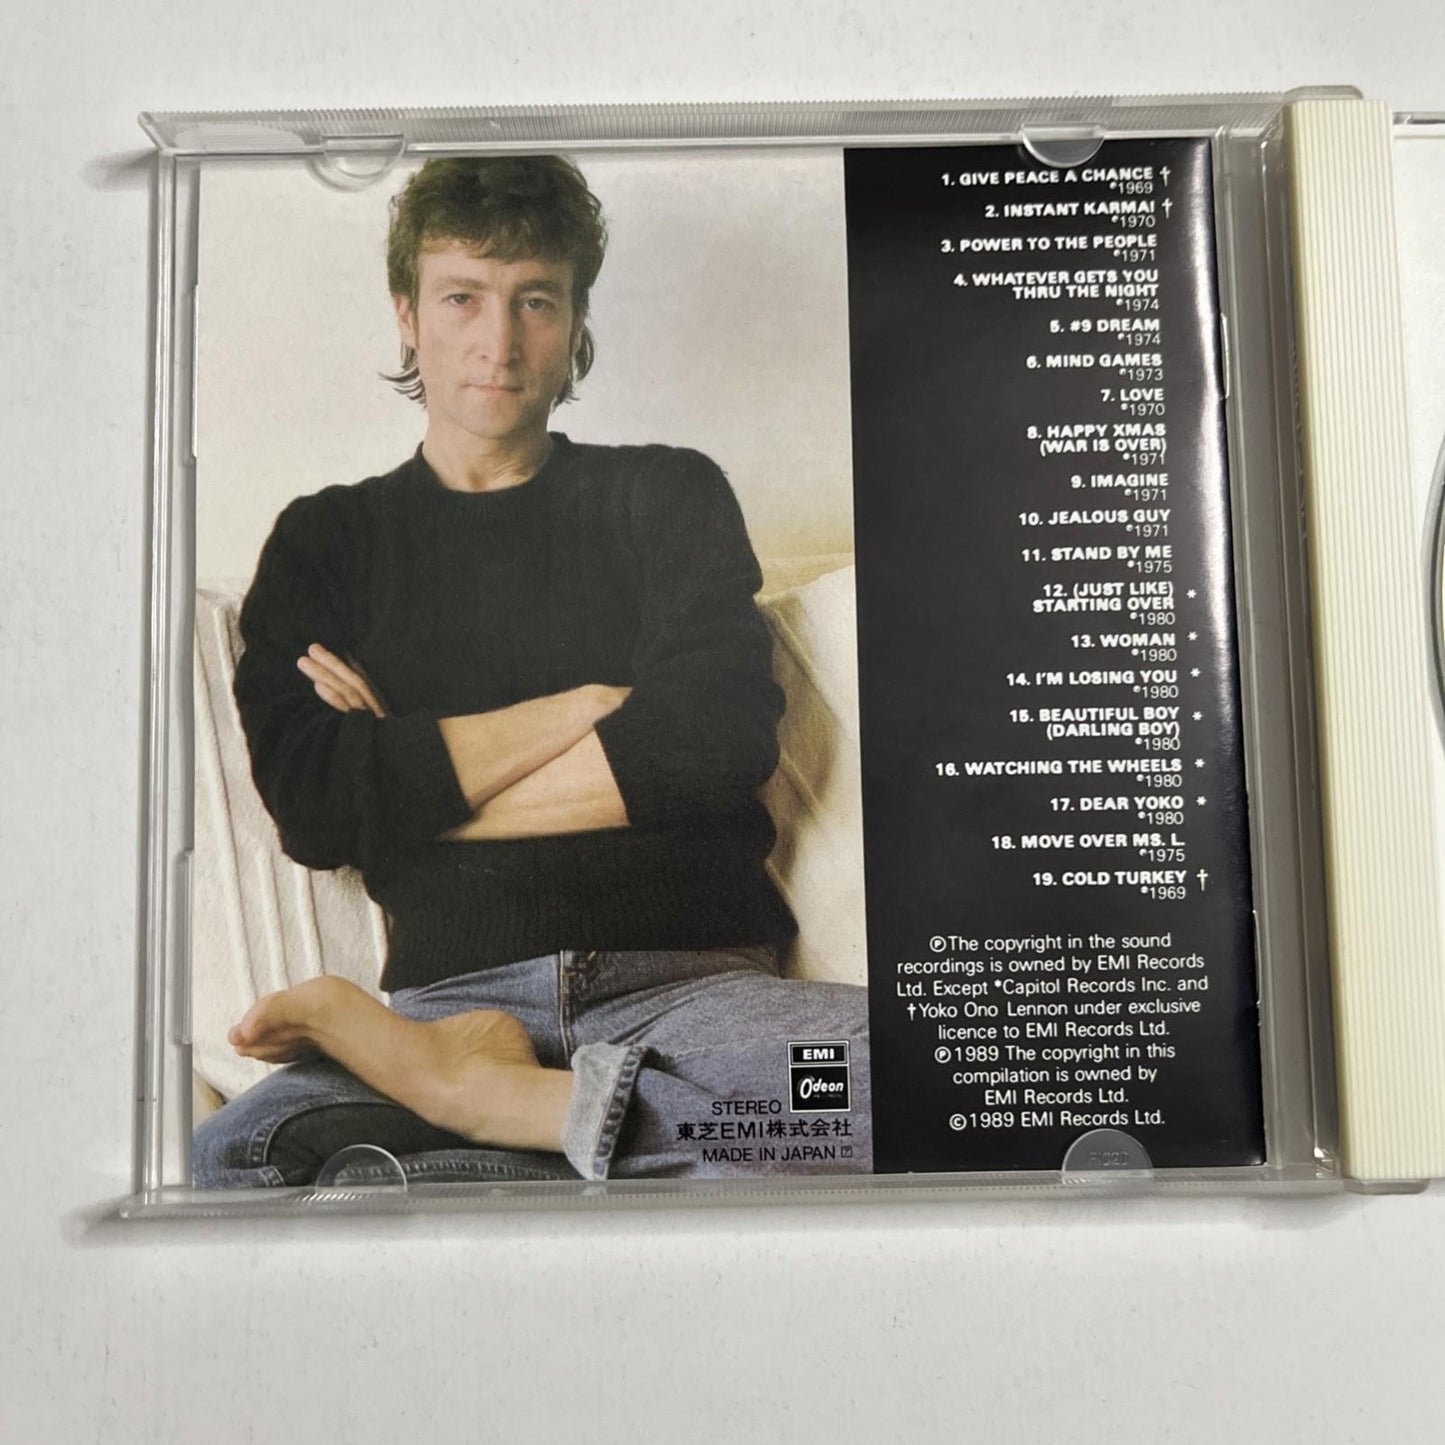 1. GIVE PEACE A CHANCE †
℗1969
2. INSTANT KARMA! †
℗1970
3. POWER TO THE PEOPLE
℗1971
4. WHATEVER GETS YOU
THRU THE NIGHT
℗1974
5. #9 DREAM
℗1974
6. MIND GAMES
℗1973
7. LOVE
℗1970
8. HAPPY XMAS
(WAR IS OVER)
℗1971
9. IMAGINE
℗1971
10. JEALOUS GUY
℗1971
11. STAND BY ME
℗1975
12. (JUST LIKE) *
STARTING OVER
℗1980
13. WOMAN *
℗1980
14. I'M LOSING YOU *
℗1980
15. BEAUTIFUL BOY *
(DARLING BOY)
℗1980
16. WATCHING THE WHEELS *
℗1980
17. DEAR YOKO *
℗1980
18. MOVE OVER MS. L.
℗1975
19. COLD TURKEY †
℗1969
℗The copyright in the sound
recordings is owned by EMI Records
Ltd. Except *Capitol Records Inc. and
†Yoko Ono Lennon under exclusive
licence to EMI Records Ltd.
℗1989 The copyright in this
compilation is owned by
EMI Records Ltd.
©1989 EMI Records Ltd.
EMI
Odeon
STEREO
東芝EMI株式会社
MADE IN JAPAN Y